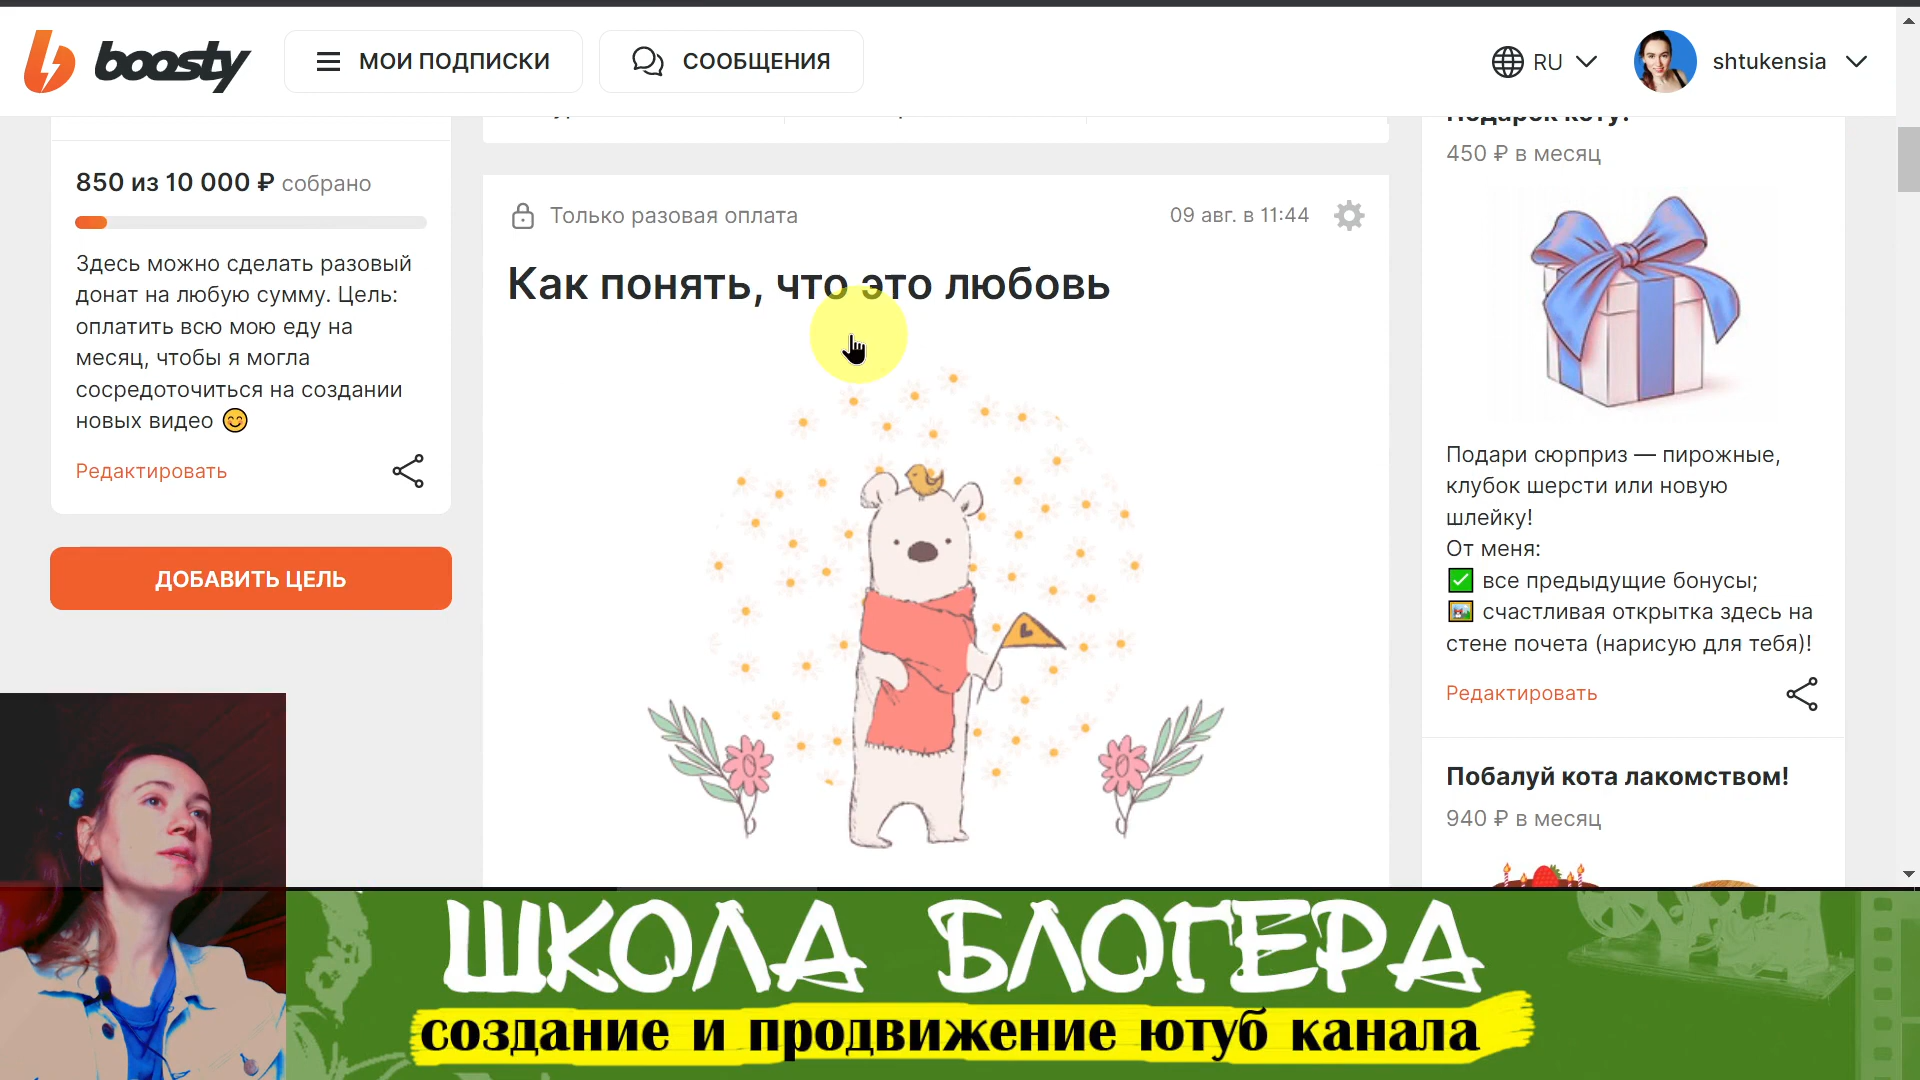 boosty
МОИ ПОДПИСКИ
СООБЩЕНИЯ
RU
shtukensia
850 из 10 000 ₽ собрано
Здесь можно сделать разовый
донат на любую сумму. Цель:
оплатить всю мою еду на
месяц, чтобы я могла
сосредоточиться на создании
новых видео 😊
Редактировать
ДОБАВИТЬ ЦЕЛЬ
Только разовая оплата
09 авг. в 11:44
Как понять, что это любовь
Подарок коту!
450 ₽ в месяц
Подари сюрприз — пирожные,
клубок шерсти или новую
шлейку!
От меня:
✅ все предыдущие бонусы;
🖼 счастливая открытка здесь на
стене почета (нарисую для тебя)!
Редактировать
Побалуй кота лакомством!
940 ₽ в месяц
ШКОЛА БЛОГЕРА
создание и продвижение ютуб канала